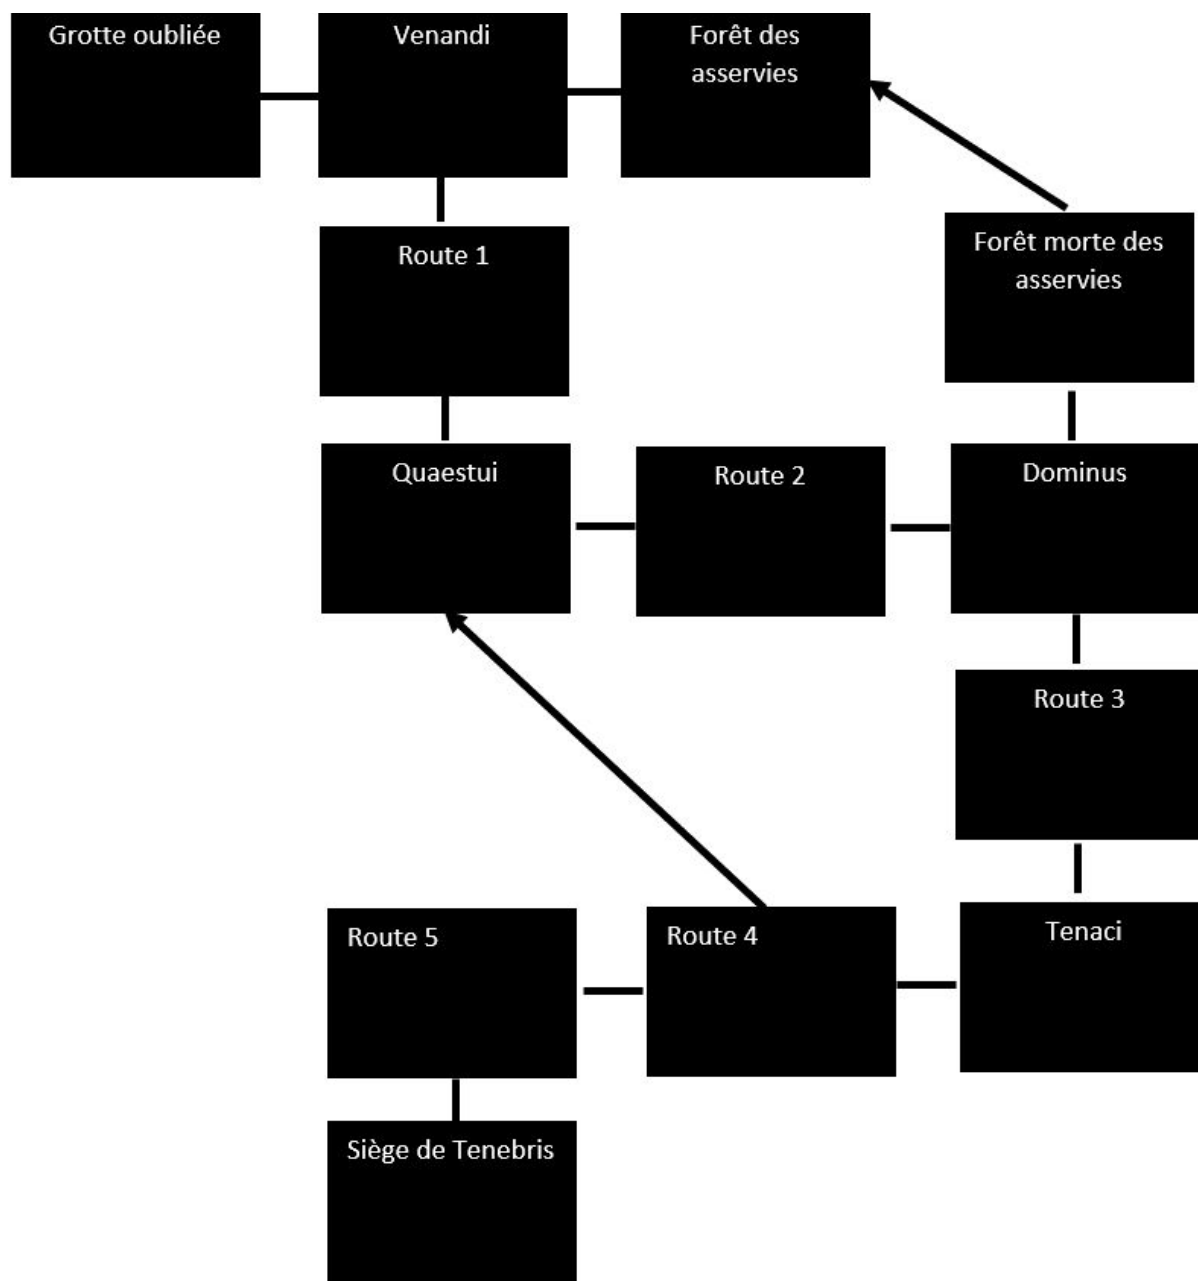 Grotte oubliée
Venandi
Forêt des
asservies
Route 1
Forêt morte des
asservies
Quaestui
Route 2
Dominus
Route 3
Route 5
Route 4
Tenaci
Siège de Tenebris